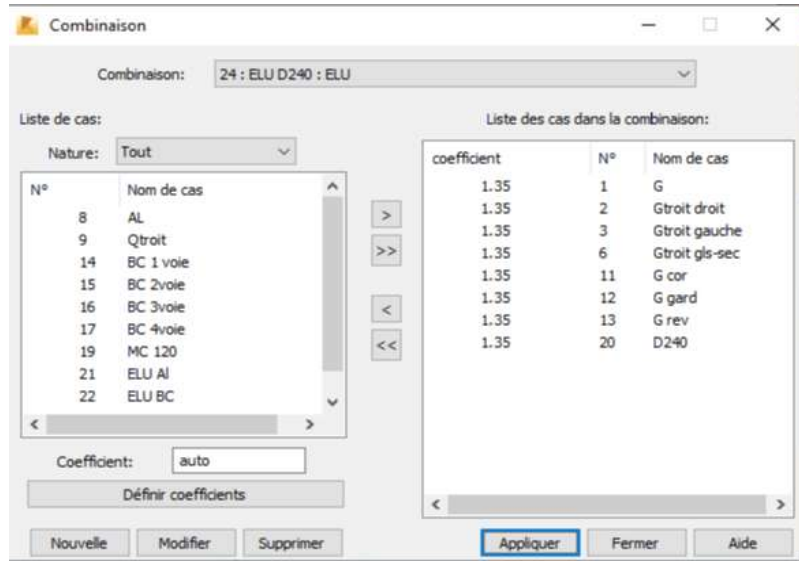 Combinaison
Combinaison: 24 : ELU D240 : ELU
Liste de cas:
Nature: Tout
N° Nom de cas
8 AL
9 Qtroit
14 BC 1 voie
15 BC 2voie
16 BC 3voie
17 BC 4voie
19 MC 120
21 ELU Al
22 ELU BC
Coefficient: auto
Définir coefficients
Nouvelle Modifier Supprimer
>
>>
<
<<
Liste des cas dans la combinaison:
coefficient N° Nom de cas
1.35 1 G
1.35 2 Gtroit droit
1.35 3 Gtroit gauche
1.35 6 Gtroit gls-sec
1.35 11 G cor
1.35 12 G gard
1.35 13 G rev
1.35 20 D240
Appliquer Fermer Aide